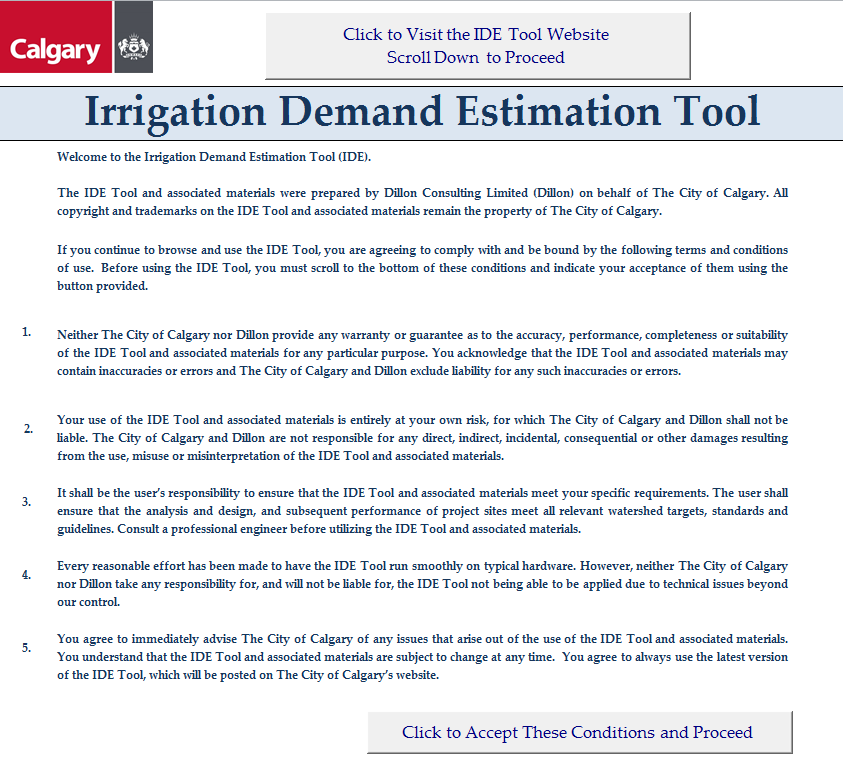 Calgary
Click to Visit the IDE Tool Website
Scroll Down to Proceed
Irrigation Demand Estimation Tool
Welcome to the Irrigation Demand Estimation Tool (IDE).
The IDE Tool and associated materials were prepared by Dillon Consulting Limited (Dillon) on behalf of The City of Calgary. All
copyright and trademarks on the IDE Tool and associated materials remain the property of The City of Calgary.
If you continue to browse and use the IDE Tool, you are agreeing to comply with and be bound by the following terms and conditions
of use. Before using the IDE Tool, you must scroll to the bottom of these conditions and indicate your acceptance of them using the
button provided.
1. Neither The City of Calgary nor Dillon provide any warranty or guarantee as to the accuracy, performance, completeness or suitability
of the IDE Tool and associated materials for any particular purpose. You acknowledge that the IDE Tool and associated materials may
contain inaccuracies or errors and The City of Calgary and Dillon exclude liability for any such inaccuracies or errors.
2. Your use of the IDE Tool and associated materials is entirely at your own risk, for which The City of Calgary and Dillon shall not be
liable. The City of Calgary and Dillon are not responsible for any direct, indirect, incidental, consequential or other damages resulting
from the use, misuse or misinterpretation of the IDE Tool and associated materials.
3. It shall be the user's responsibility to ensure that the IDE Tool and associated materials meet your specific requirements. The user shall
ensure that the analysis and design, and subsequent performance of project sites meet all relevant watershed targets, standards and
guidelines. Consult a professional engineer before utilizing the IDE Tool and associated materials.
4. Every reasonable effort has been made to have the IDE Tool run smoothly on typical hardware. However, neither The City of Calgary
nor Dillon take any responsibility for, and will not be liable for, the IDE Tool not being able to be applied due to technical issues beyond
our control.
5. You agree to immediately advise The City of Calgary of any issues that arise out of the use of the IDE Tool and associated materials.
You understand that the IDE Tool and associated materials are subject to change at any time. You agree to always use the latest version
of the IDE Tool, which will be posted on The City of Calgary's website.
Click to Accept These Conditions and Proceed